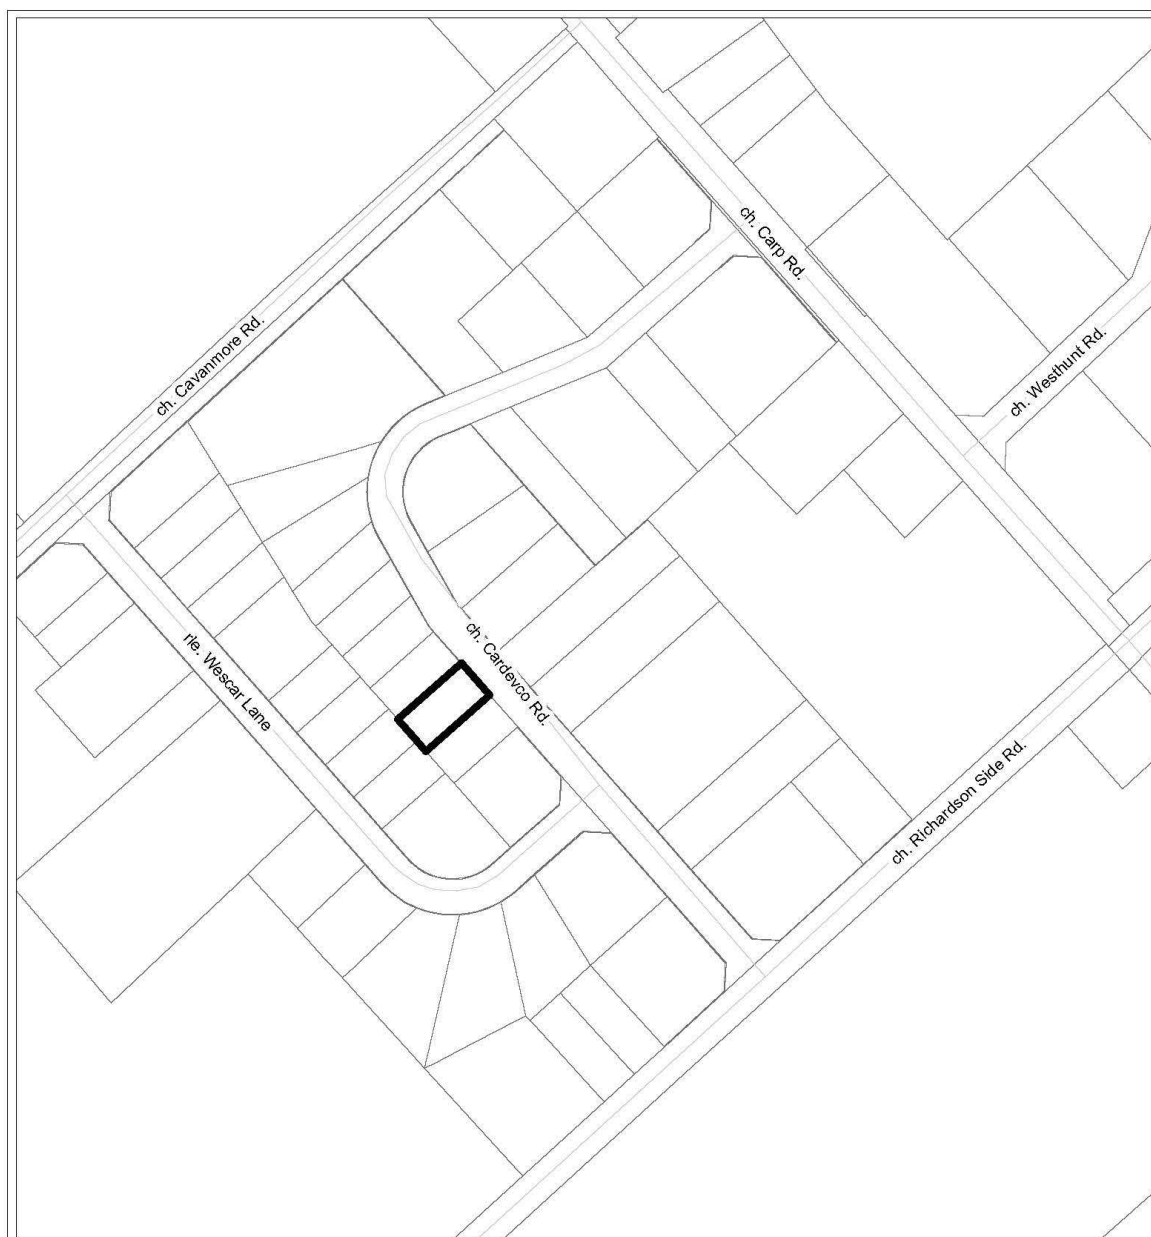 ch. Carp Rd.
ch. Cavanmore Rd.
ch. Westhunt Rd.
ch. Cardevco Rd.
rle. Wescar Lane
ch. Richardson Side Rd.